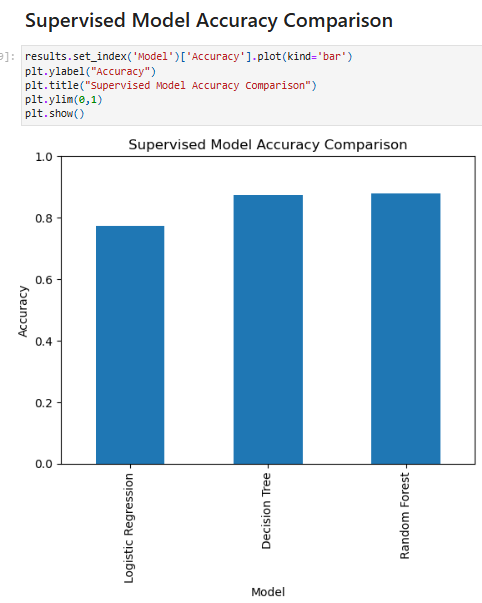 Supervised Model Accuracy Comparison
]: results.set_index('Model')['Accuracy'].plot(kind='bar')
plt.ylabel("Accuracy")
plt.title("Supervised Model Accuracy Comparison")
plt.ylim(0,1)
plt.show()
Supervised Model Accuracy Comparison
1.0
0.8
0.6
0.4
0.2
0.0
Accuracy
Logistic Regression
Decision Tree
Random Forest
Model